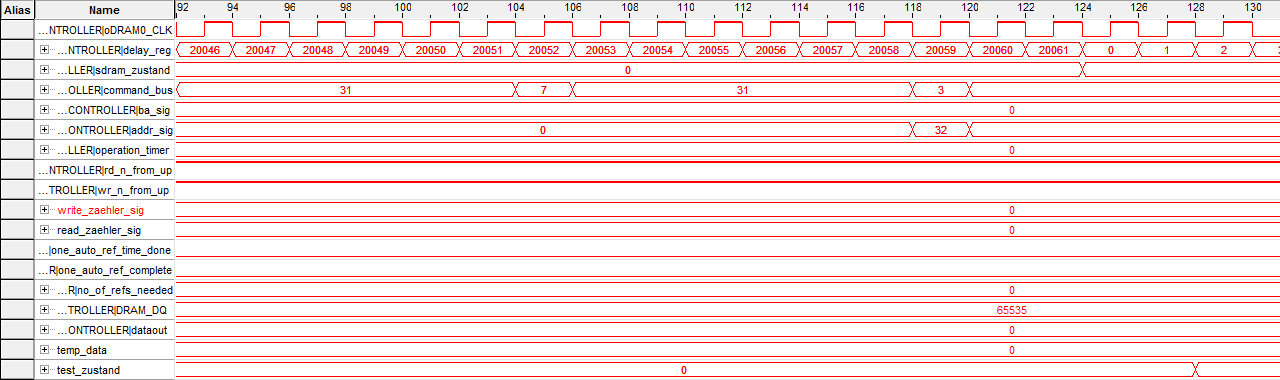 Alias Name 92 94 96 98 100 102 104 106 108 110 112 114 116 118 120 122 124 126 128 130
...NTROLLER|oDRAM0_CLK
...NTROLLER|delay_reg 20046 20047 20048 20049 20050 20051 20052 20053 20054 20055 20056 20057 20058 20059 20060 20061 0 1 2
...LLER|sdram_zustand 0
...OLLER|command_bus 31 7 31 3
...CONTROLLER|ba_sig 0
...ONTROLLER|addr_sig 0 32
...LLER|operation_timer 0
...NTROLLER|rd_n_from_up
...TROLLER|wr_n_from_up
write_zaehler_sig 0
read_zaehler_sig 0
...|one_auto_ref_time_done
...R|one_auto_ref_complete
...R|no_of_refs_needed 0
...TROLLER|DRAM_DQ 65535
...ONTROLLER|dataout 0
temp_data 0
test_zustand 0